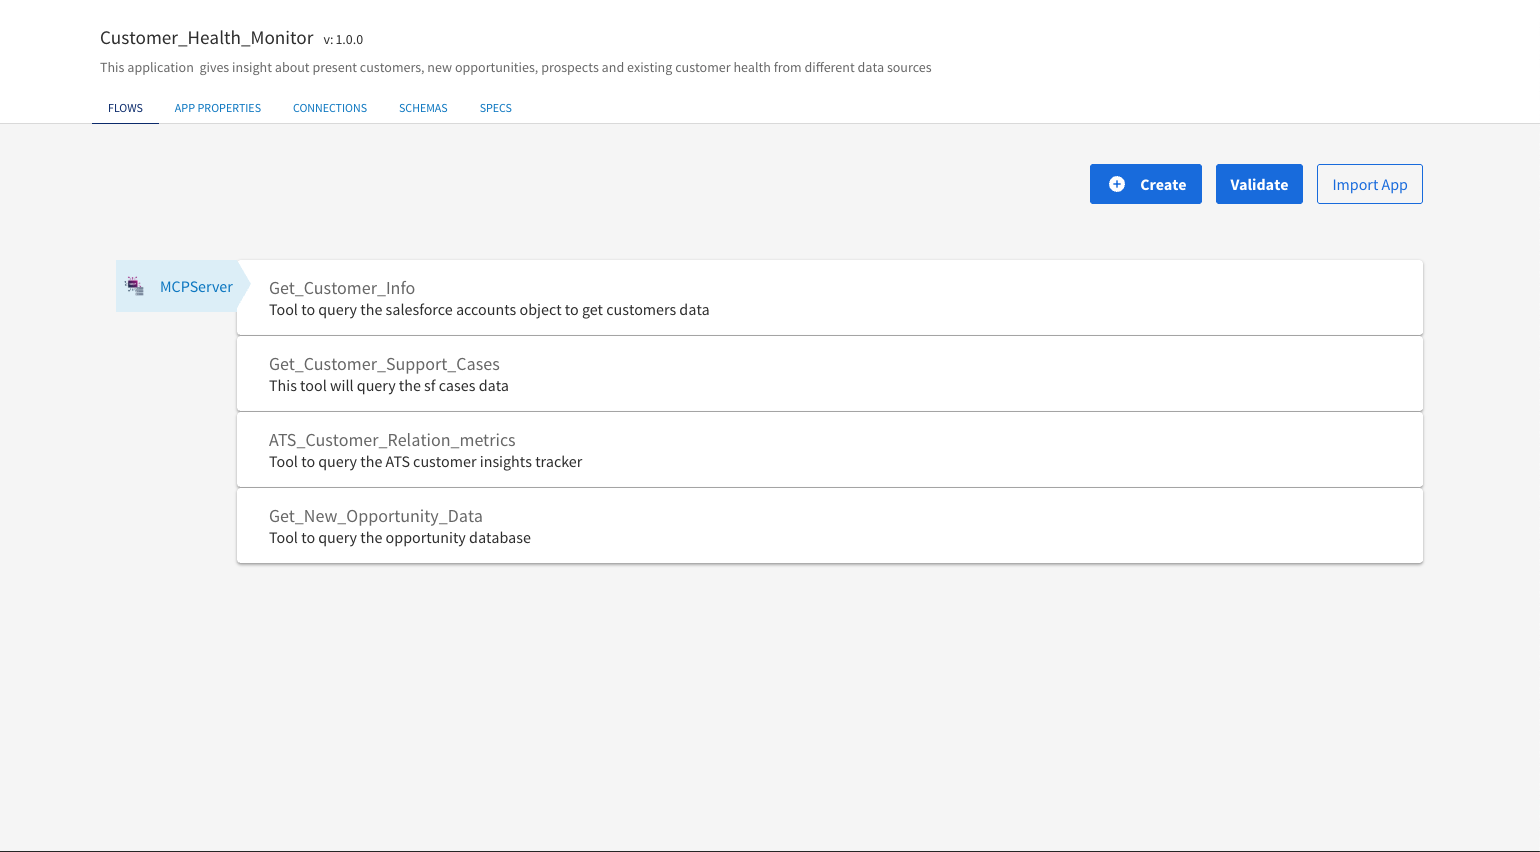 Customer_Health_Monitor v: 1.0.0
This application  gives insight about present customers, new opportunities, prospects and existing customer health from different data sources
FLOWS APP PROPERTIES CONNECTIONS SCHEMAS SPECS
Create Validate Import App
MCPServer
Get_Customer_Info
Tool to query the salesforce accounts object to get customers data
Get_Customer_Support_Cases
This tool will query the sf cases data
ATS_Customer_Relation_metrics
Tool to query the ATS customer insights tracker
Get_New_Opportunity_Data
Tool to query the opportunity database